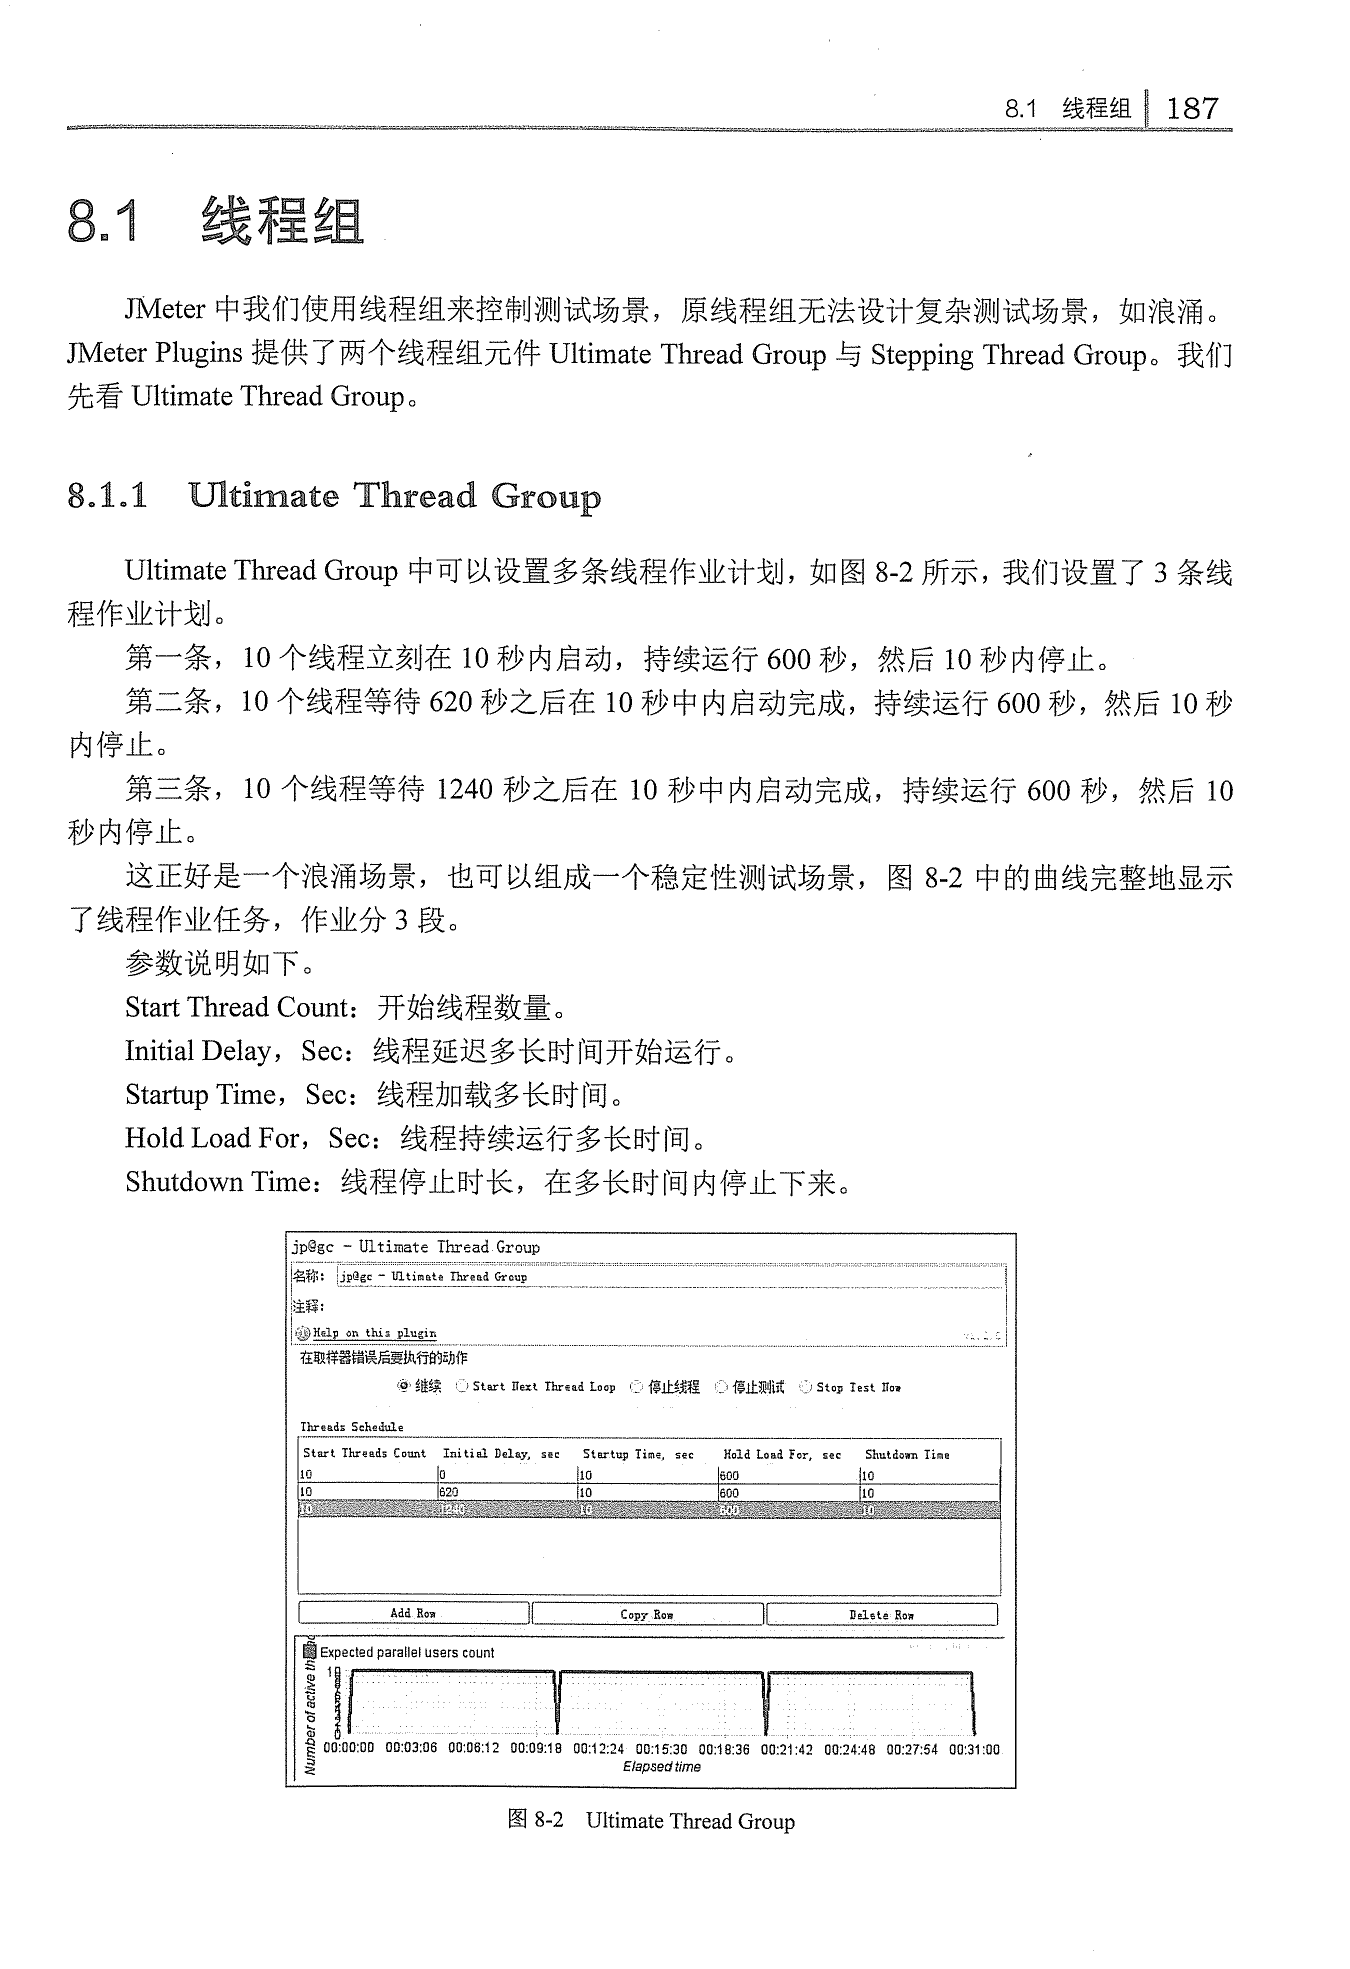 8.1 线程组 187
8.1 线程组
JMeter 中我们使用线程组来控制测试场景，原线程组无法设计复杂测试场景，如浪涌。
JMeter Plugins 提供了两个线程组元件 Ultimate Thread Group 与 Stepping Thread Group。我们
先看 Ultimate Thread Group。
8.1.1 Ultimate Thread Group
Ultimate Thread Group 中可以设置多条线程作业计划，如图 8-2 所示，我们设置了 3 条线
程作业计划。
第一条，10 个线程立刻在 10 秒内启动，持续运行 600 秒，然后 10 秒内停止。
第二条，10 个线程等待 620 秒之后在 10 秒中内启动完成，持续运行 600 秒，然后 10 秒
内停止。
第三条，10 个线程等待 1240 秒之后在 10 秒中内启动完成，持续运行 600 秒，然后 10
秒内停止。
这正好是一个浪涌场景，也可以组成一个稳定性测试场景，图 8-2 中的曲线完整地显示
了线程作业任务，作业分 3 段。
参数说明如下。
Start Thread Count：开始线程数量。
Initial Delay，Sec：线程延迟多长时间开始运行。
Startup Time，Sec：线程加载多长时间。
Hold Load For，Sec：线程持续运行多长时间。
Shutdown Time：线程停止时长，在多长时间内停止下来。
jp@gc - Ultimate Thread Group
名称： jp@gc - Ultimate Thread Group
注释：
Help on this plugin
在取样器错误后要执行的动作
继续 Start Next Thread Loop 停止线程 停止测试 Stop Test Now
Threads Schedule
Start Threads Count Initial Delay, sec Startup Time, sec Hold Load For, sec Shutdown Time
10 0 10 600 10
10 620 10 600 10
10 1240 10 600 10
Add Row Copy Row Delete Row
Expected parallel users count
Number of active
10
00:00:00 00:03:06 00:06:12 00:09:18 00:12:24 00:15:30 00:18:36 00:21:42 00:24:48 00:27:54 00:31:00
Elapsed time
图 8-2 Ultimate Thread Group